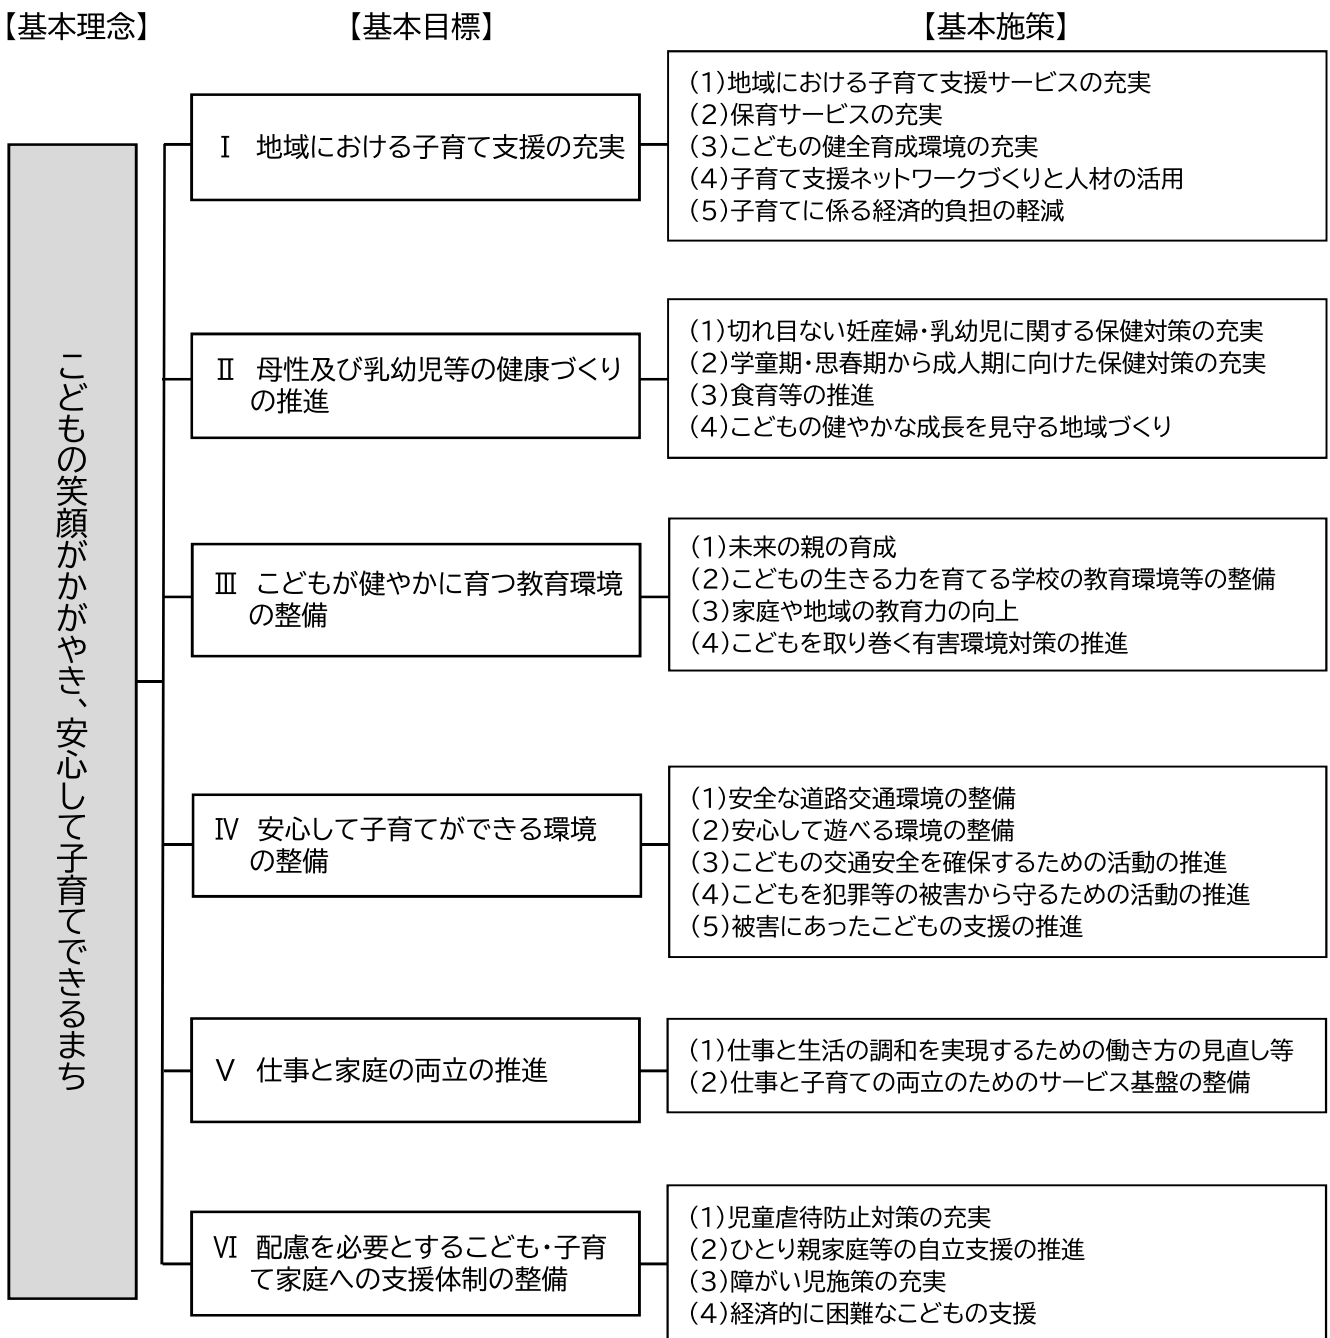 【基本理念】
【基本目標】
【基本施策】
こどもの笑顔がかがやき、安心して子育てできるまち
Ⅰ 地域における子育て支援の充実
(1)地域における子育て支援サービスの充実
(2)保育サービスの充実
(3)こどもの健全育成環境の充実
(4)子育て支援ネットワークづくりと人材の活用
(5)子育てに係る経済的負担の軽減
Ⅱ 母性及び乳幼児等の健康づくり
の推進
(1)切れ目ない妊産婦・乳幼児に関する保健対策の充実
(2)学童期・思春期から成人期に向けた保健対策の充実
(3)食育等の推進
(4)こどもの健やかな成長を見守る地域づくり
Ⅲ こどもが健やかに育つ教育環境
の整備
(1)未来の親の育成
(2)こどもの生きる力を育てる学校の教育環境等の整備
(3)家庭や地域の教育力の向上
(4)こどもを取り巻く有害環境対策の推進
Ⅳ 安心して子育てができる環境
の整備
(1)安全な道路交通環境の整備
(2)安心して遊べる環境の整備
(3)こどもの交通安全を確保するための活動の推進
(4)こどもを犯罪等の被害から守るための活動の推進
(5)被害にあったこどもの支援の推進
Ⅴ 仕事と家庭の両立の推進
(1)仕事と生活の調和を実現するための働き方の見直し等
(2)仕事と子育ての両立のためのサービス基盤の整備
Ⅵ 配慮を必要とするこども・子育
て家庭への支援体制の整備
(1)児童虐待防止対策の充実
(2)ひとり親家庭等の自立支援の推進
(3)障がい児施策の充実
(4)経済的に困難なこどもの支援